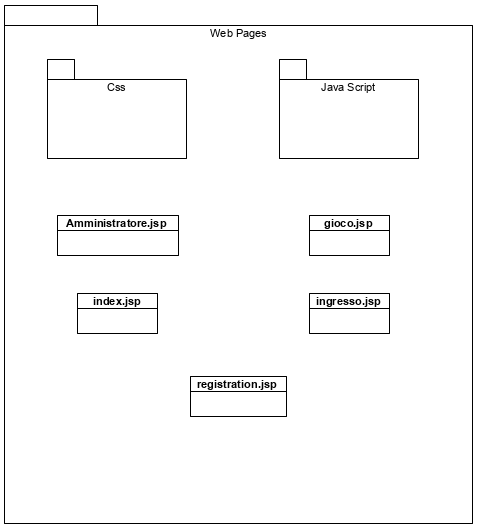 Web Pages
Css
Java Script
Amministratore.jsp
gioco.jsp
index.jsp
ingresso.jsp
registration.jsp